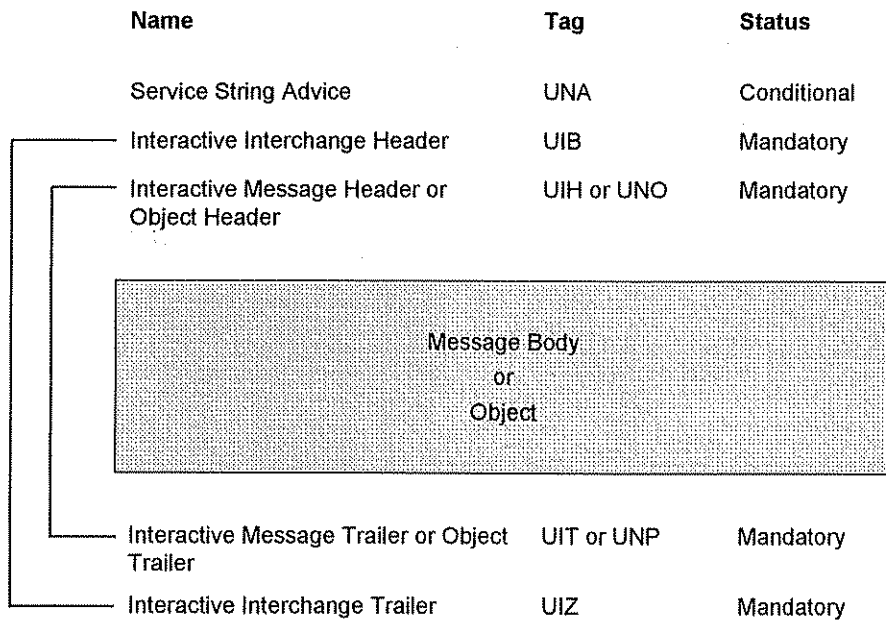 Name Tag Status
Service String Advice UNA Conditional
Interactive Interchange Header UIB Mandatory
Interactive Message Header or UIH or UNO Mandatory
Object Header
Message Body
or
Object
Interactive Message Trailer or Object UIT or UNP Mandatory
Trailer
Interactive Interchange Trailer UIZ Mandatory